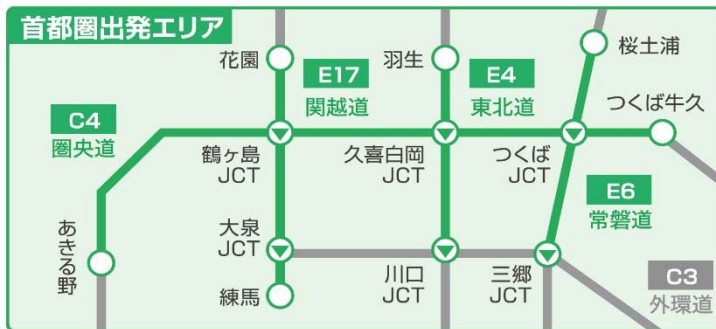 首都圏出発エリア
花園
E17
関越道
羽生
E4
東北道
桜土浦
つくば牛久
C4
圏央道
鶴ヶ島
JCT
久喜白岡
JCT
つくば
JCT
E6
常磐道
あきる野
大泉
JCT
練馬
川口
JCT
三郷
JCT
C3
外環道